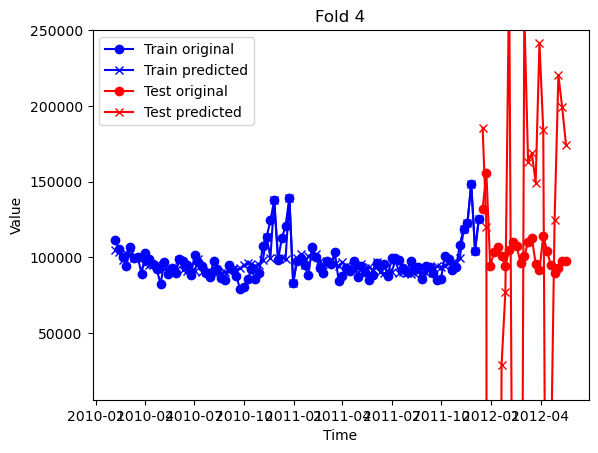 Fold 4
Train original
Train predicted
Test original
Test predicted
250000
200000
150000
100000
50000
Value
2010-01
2010-04
2010-07
2010-10
2011-01
2011-04
2011-07
2011-10
2012-01
2012-04
Time